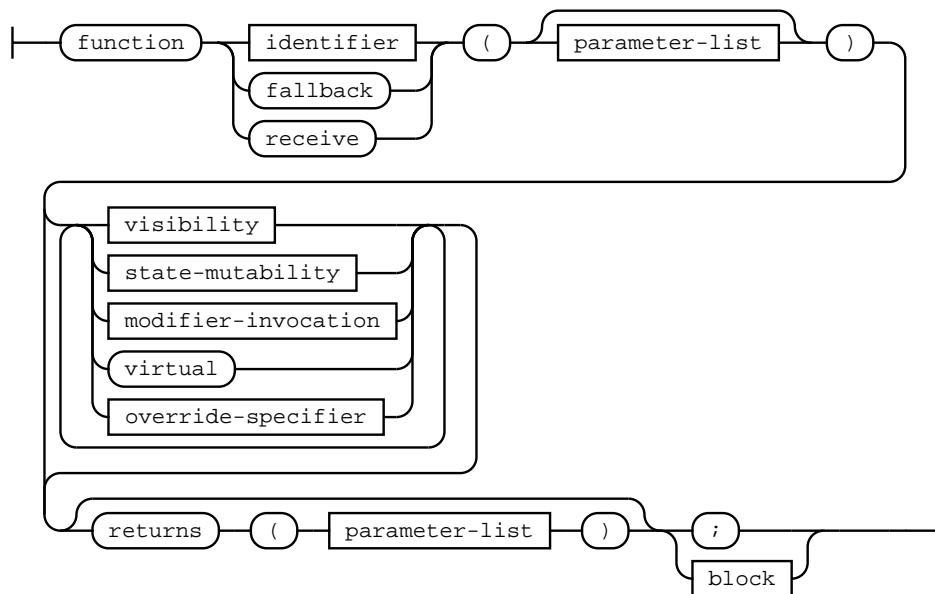 function identifier ( parameter-list )
fallback
receive
visibility
state-mutability
modifier-invocation
virtual
override-specifier
returns ( parameter-list ) ;
block